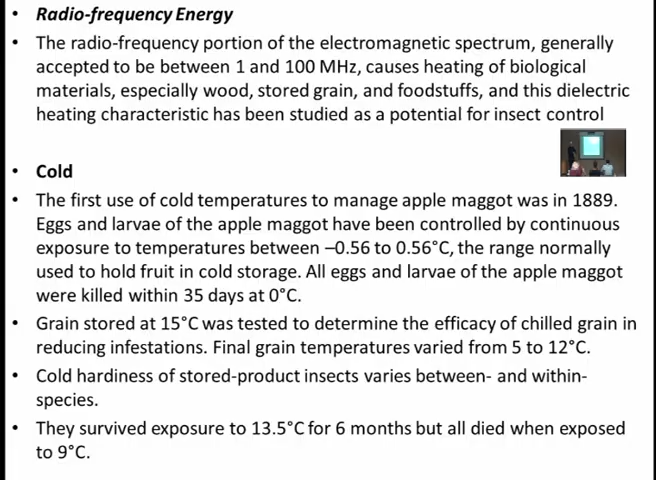 • Radio-frequency Energy
• The radio-frequency portion of the electromagnetic spectrum, generally
accepted to be between 1 and 100 MHz, causes heating of biological
materials, especially wood, stored grain, and foodstuffs, and this dielectric
heating characteristic has been studied as a potential for insect control
• Cold
• The first use of cold temperatures to manage apple maggot was in 1889.
Eggs and larvae of the apple maggot have been controlled by continuous
exposure to temperatures between –0.56 to 0.56°C, the range normally
used to hold fruit in cold storage. All eggs and larvae of the apple maggot
were killed within 35 days at 0°C.
• Grain stored at 15°C was tested to determine the efficacy of chilled grain in
reducing infestations. Final grain temperatures varied from 5 to 12°C.
• Cold hardiness of stored-product insects varies between- and within-
species.
• They survived exposure to 13.5°C for 6 months but all died when exposed
to 9°C.